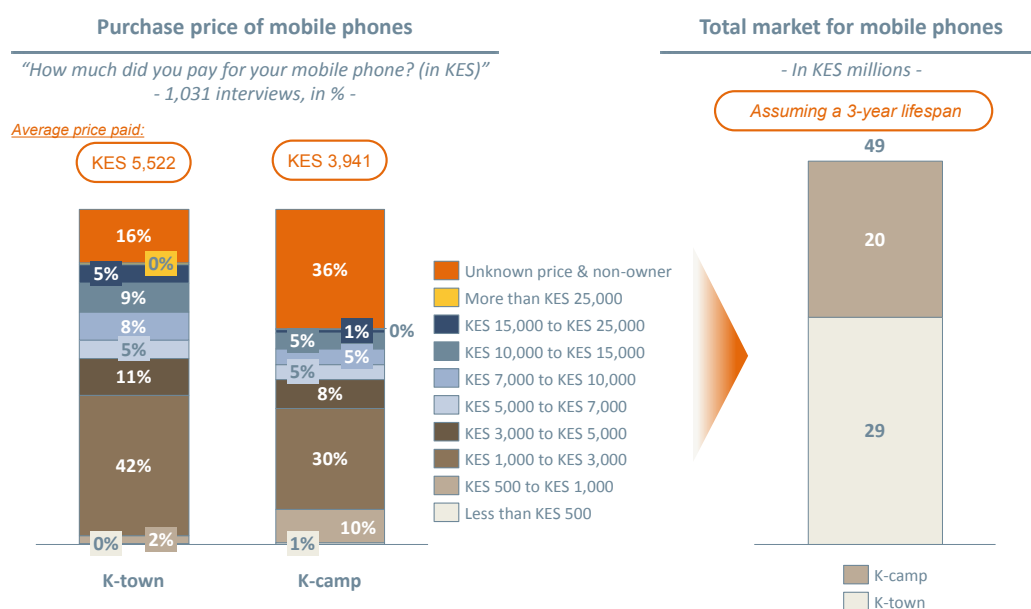 Purchase price of mobile phones
“How much did you pay for your mobile phone? (in KES)”
- 1,031 interviews, in % -
Average price paid:
KES 5,522
KES 3,941
16%
0%
5%
9%
8%
5%
11%
42%
0%
2%
K-town
36%
1%
0%
5%
5%
5%
8%
30%
10%
1%
K-camp
Unknown price & non-owner
More than KES 25,000
KES 15,000 to KES 25,000
KES 10,000 to KES 15,000
KES 7,000 to KES 10,000
KES 5,000 to KES 7,000
KES 3,000 to KES 5,000
KES 1,000 to KES 3,000
KES 500 to KES 1,000
Less than KES 500
Total market for mobile phones
- In KES millions -
Assuming a 3-year lifespan
49
20
29
K-camp
K-town